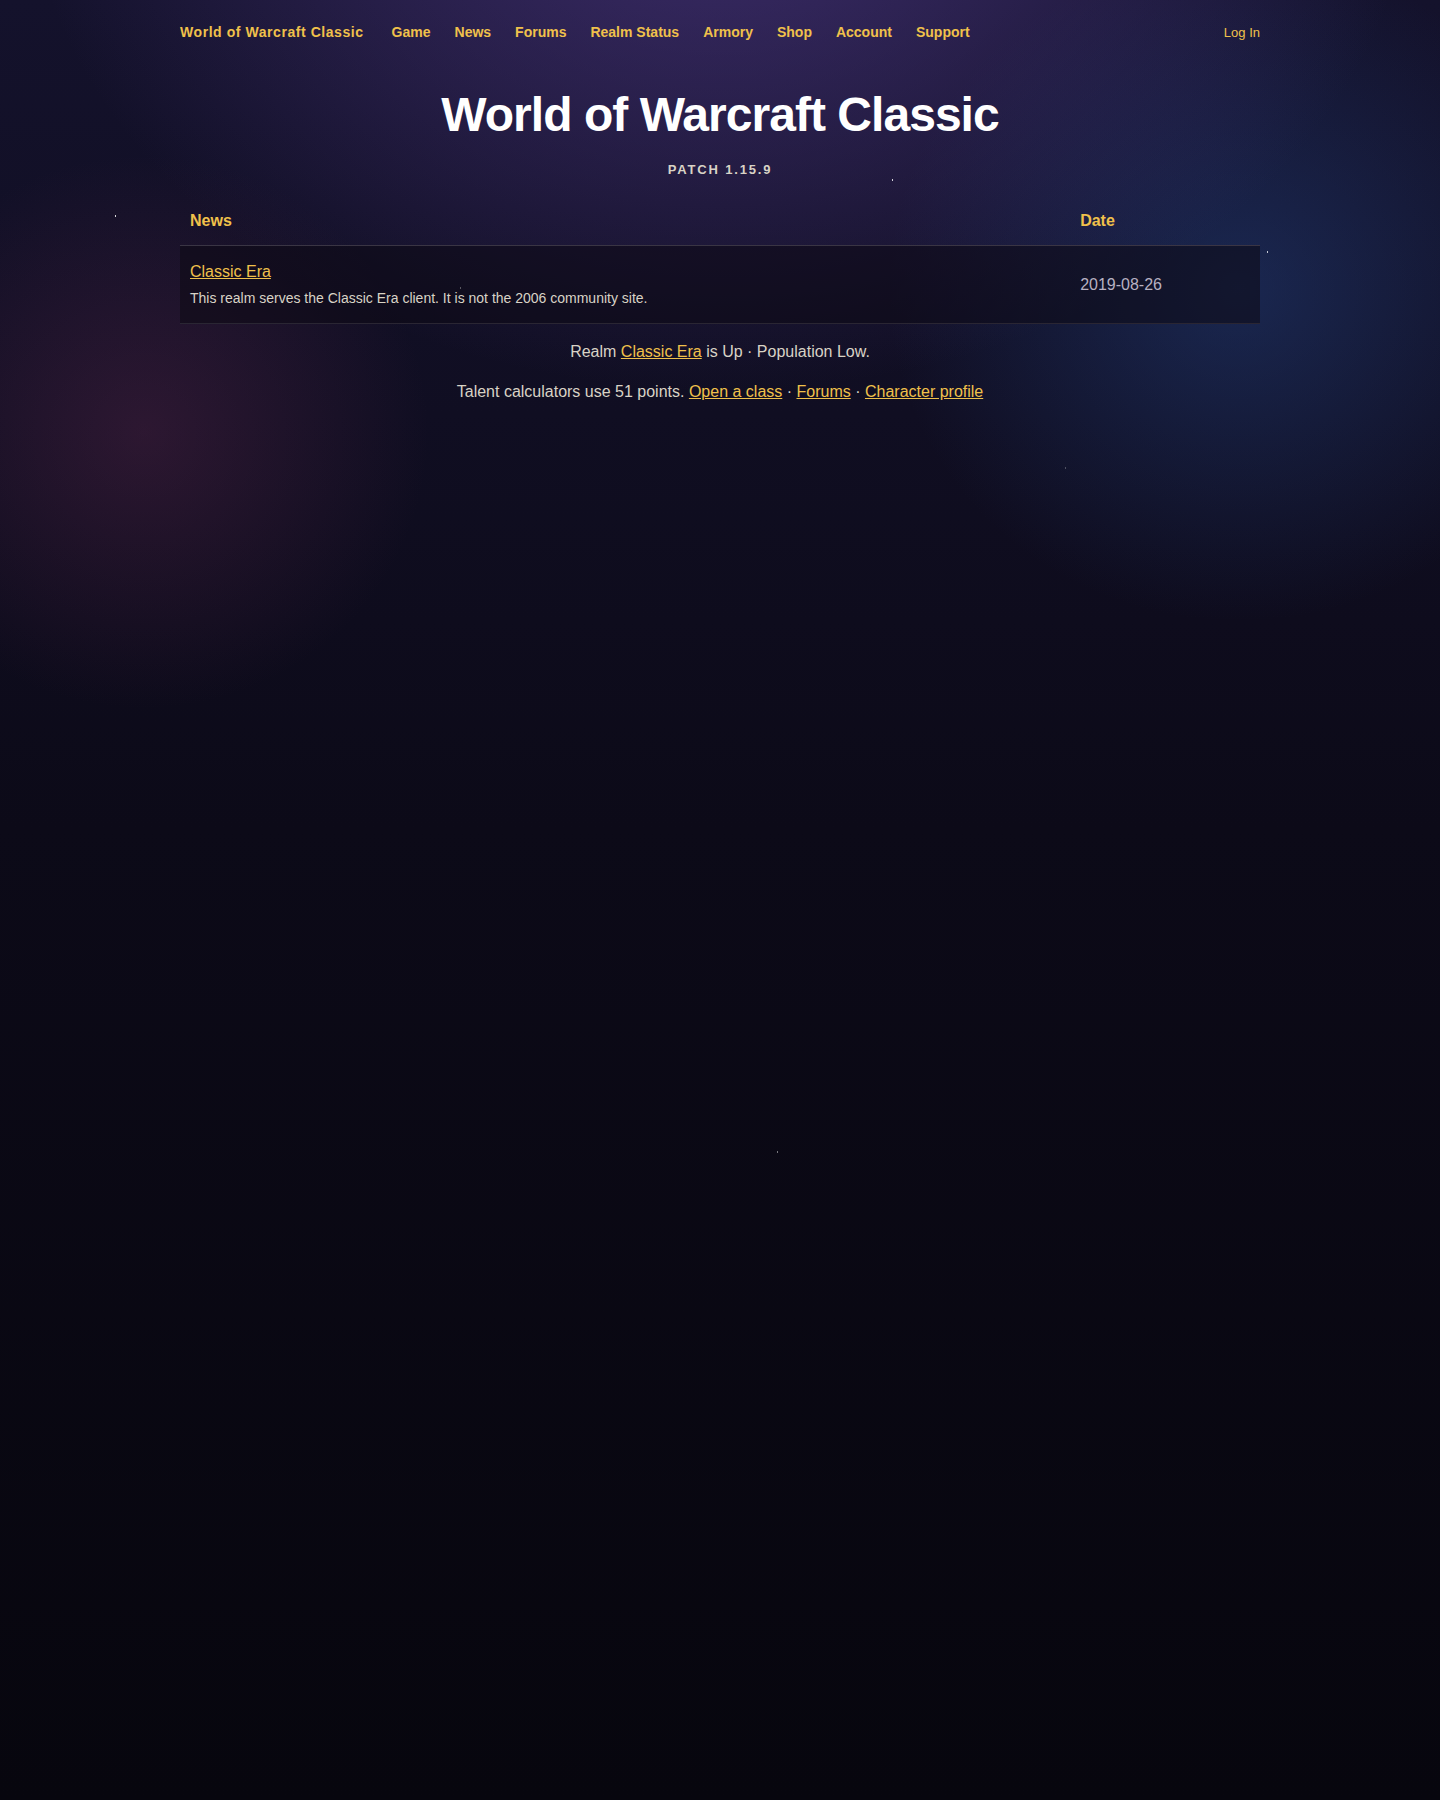 World of Warcraft Classic Game News Forums Realm Status Armory Shop Account Support Log In
World of Warcraft Classic
PATCH 1.15.9
News Date
Classic Era
This realm serves the Classic Era client. It is not the 2006 community site.
2019-08-26
Realm Classic Era is Up · Population Low.
Talent calculators use 51 points. Open a class · Forums · Character profile